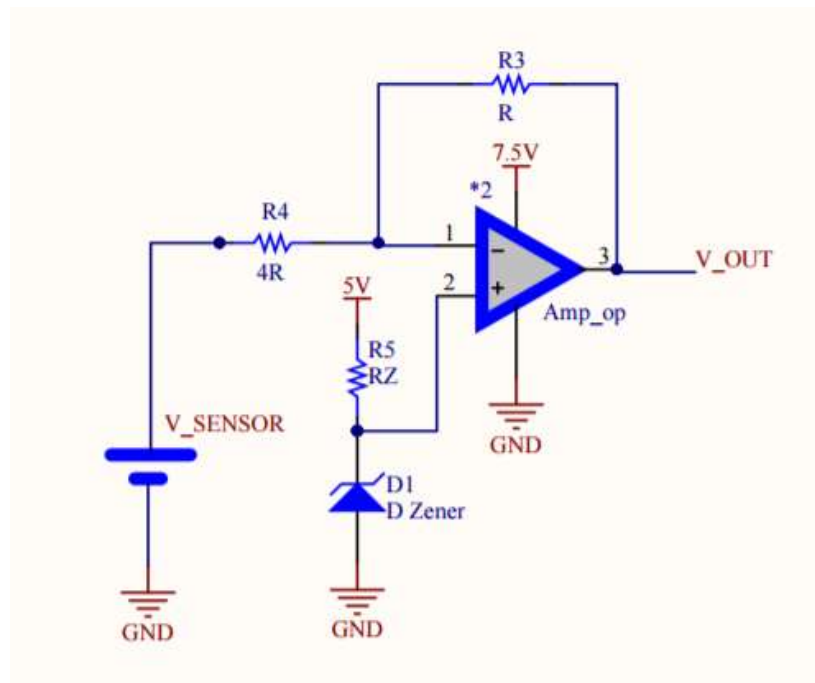 R3
R
7.5V
*2
R4
4R
1
2
3
V_OUT
Amp_op
5V
R5
RZ
GND
V_SENSOR
D1
D Zener
GND
GND